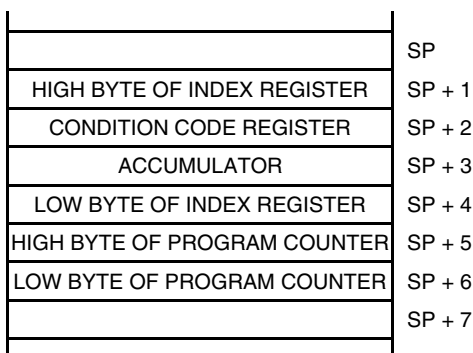 SP
HIGH BYTE OF INDEX REGISTER SP + 1
CONDITION CODE REGISTER SP + 2
ACCUMULATOR SP + 3
LOW BYTE OF INDEX REGISTER SP + 4
HIGH BYTE OF PROGRAM COUNTER SP + 5
LOW BYTE OF PROGRAM COUNTER SP + 6
SP + 7